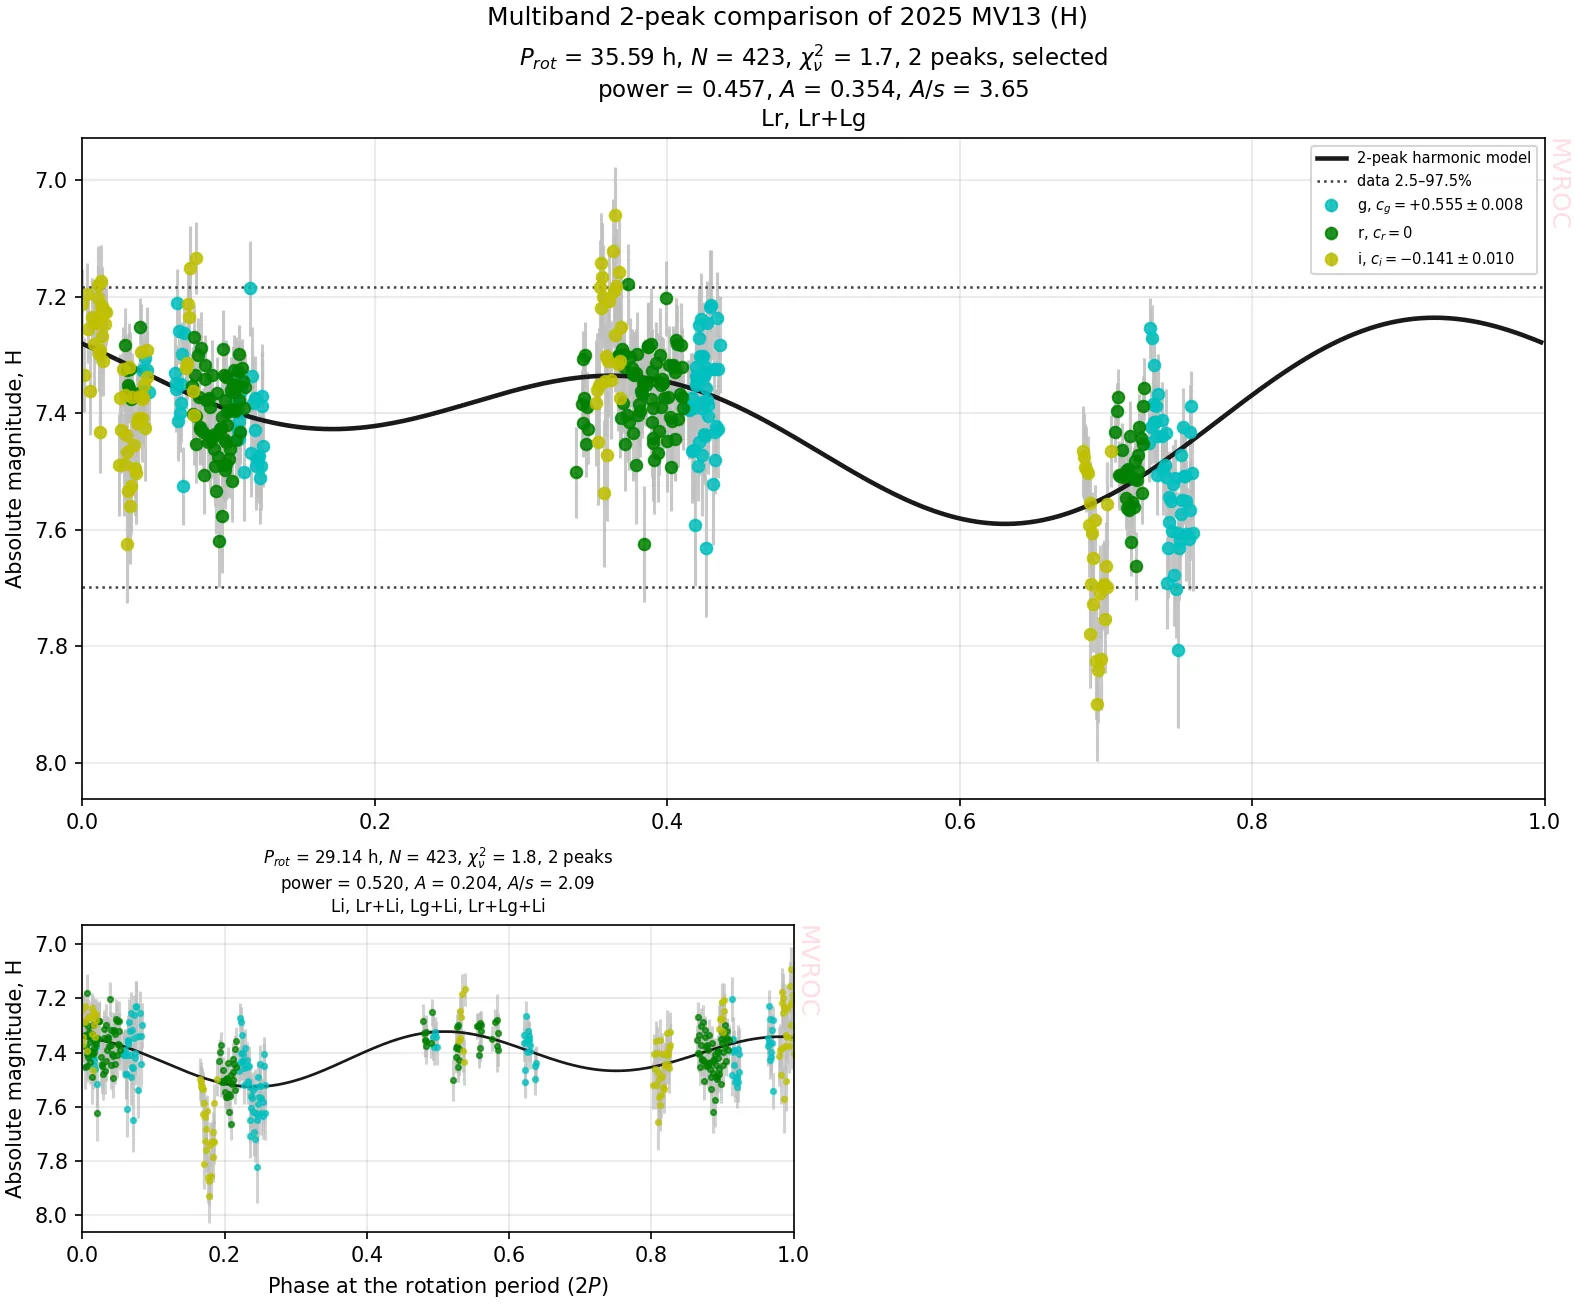 Multiband 2-peak comparison of 2025 MV13 (H)
P_rot = 35.59 h, N = 423, χ²_ν = 1.7, 2 peaks, selected
power = 0.457, A = 0.354, A/s = 3.65
Lr, Lr+Lg
2-peak harmonic model
data 2.5–97.5%
g, c_g = +0.555 ± 0.008
r, c_r = 0
i, c_i = −0.141 ± 0.010
MVROC
Absolute magnitude, H
7.0
7.2
7.4
7.6
7.8
8.0
0.0 0.2 0.4 0.6 0.8 1.0
P_rot = 29.14 h, N = 423, χ²_ν = 1.8, 2 peaks
power = 0.520, A = 0.204, A/s = 2.09
Li, Lr+Li, Lg+Li, Lr+Lg+Li
MVROC
Absolute magnitude, H
7.0
7.2
7.4
7.6
7.8
8.0
0.0 0.2 0.4 0.6 0.8 1.0
Phase at the rotation period (2P)